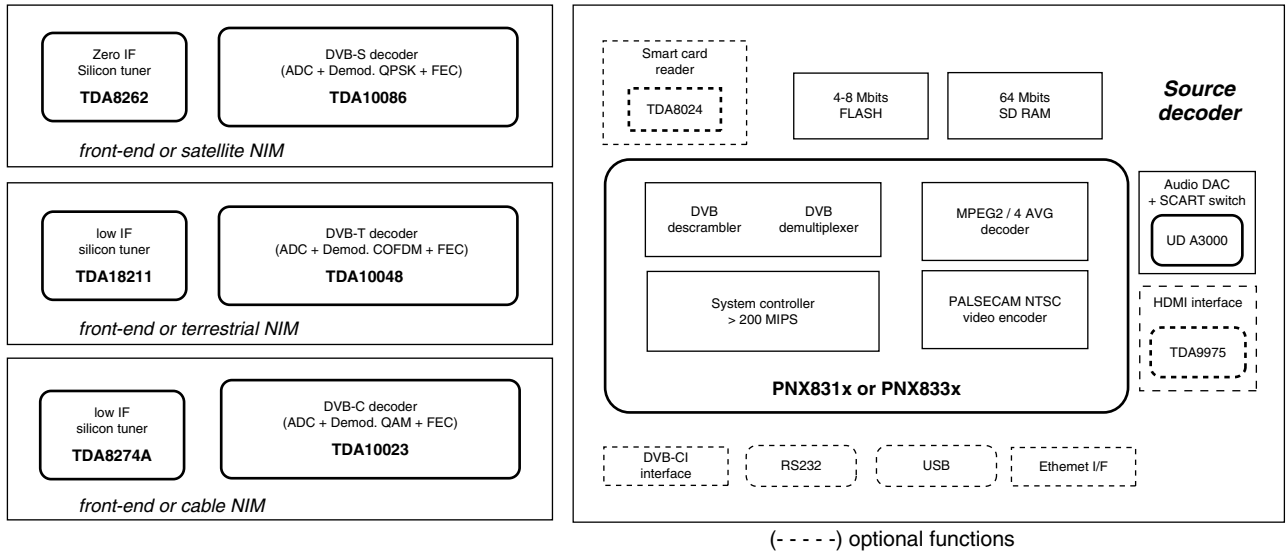 Zero IF
Silicon tuner
TDA8262
DVB-S decoder
(ADC + Demod. QPSK + FEC)
TDA10086
front-end or satellite NIM
low IF
silicon tuner
TDA18211
DVB-T decoder
(ADC + Demod. COFDM + FEC)
TDA10048
front-end or terrestrial NIM
low IF
silicon tuner
TDA8274A
DVB-C decoder
(ADC + Demod. QAM + FEC)
TDA10023
front-end or cable NIM
Smart card
reader
TDA8024
4-8 Mbits
FLASH
64 Mbits
SD RAM
Source
decoder
DVB
descrambler
DVB
demultiplexer
MPEG2 / 4 AVG
decoder
System controller
> 200 MIPS
PALSECAM NTSC
video encoder
PNX831x or PNX833x
Audio DAC
+ SCART switch
UD A3000
HDMI interface
TDA9975
DVB-CI
interface
RS232
USB
Ethemet I/F
(- - - - -) optional functions